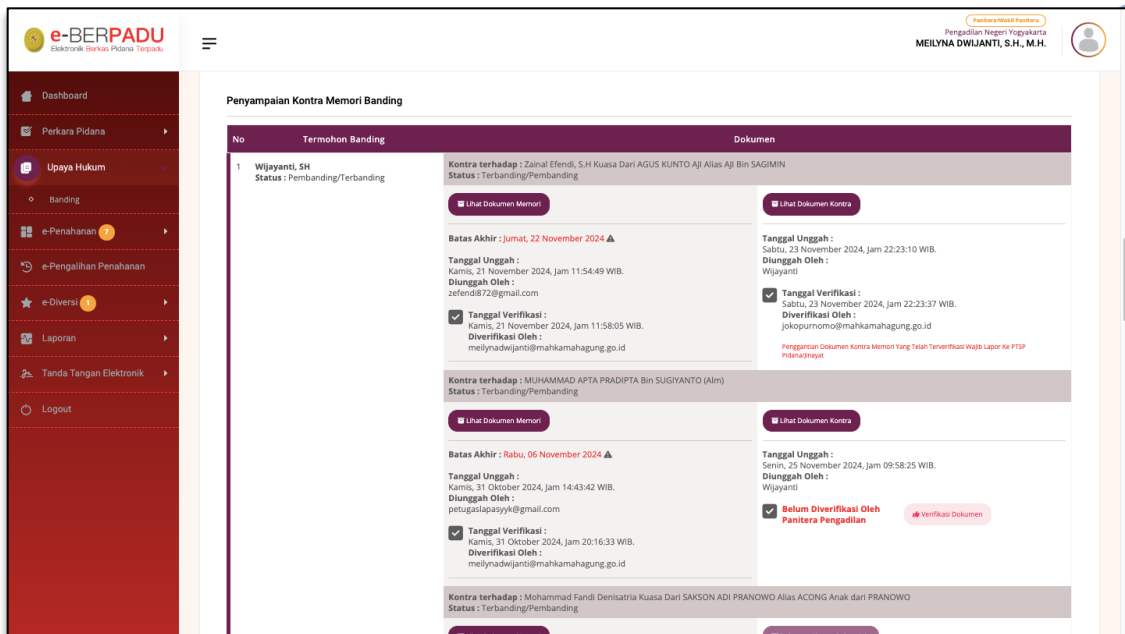 e-BERPADU
Elektronik Berkas Pidana Terpadu
Panitera/Wakil Panitera
Pengadilan Negeri Yogyakarta
MEILYNA DWIJANTI, S.H., M.H.
Dashboard
Perkara Pidana
Upaya Hukum
Banding
e-Penahanan 7
e-Pengalihan Penahanan
e-Diversi 1
Laporan
Tanda Tangan Elektronik
Logout
Penyampaian Kontra Memori Banding
No Termohon Banding Dokumen
1 Wijayanti, SH
Status : Pembanding/Terbanding
Kontra terhadap : Zainal Efendi, S.H Kuasa Dari AGUS KUNTO AJI Alias AJI Bin SAGIMIN
Status : Terbanding/Pembanding
Lihat Dokumen Memori
Batas Akhir : Jumat, 22 November 2024
Tanggal Unggah :
Kamis, 21 November 2024, Jam 11:54:49 WIB.
Diunggah Oleh :
zefendi872@gmail.com
Tanggal Verifikasi :
Kamis, 21 November 2024, Jam 11:58:05 WIB.
Diverifikasi Oleh :
meilynadwijanti@mahkamahagung.go.id
Lihat Dokumen Kontra
Tanggal Unggah :
Sabtu, 23 November 2024, Jam 22:23:10 WIB.
Diunggah Oleh :
Wijayanti
Tanggal Verifikasi :
Sabtu, 23 November 2024, Jam 22:23:37 WIB.
Diverifikasi Oleh :
jokopurnomo@mahkamahagung.go.id
Penggantian Dokumen Kontra Memori Yang Telah Terverifikasi Wajib Lapor Ke PTSP
Pidana/Jinayat
Kontra terhadap : MUHAMMAD APTA PRADIPTA Bin SUGIYANTO (Alm)
Status : Terbanding/Pembanding
Lihat Dokumen Memori
Batas Akhir : Rabu, 06 November 2024
Tanggal Unggah :
Kamis, 31 Oktober 2024, Jam 14:43:42 WIB.
Diunggah Oleh :
petugaslapasyyk@gmail.com
Tanggal Verifikasi :
Kamis, 31 Oktober 2024, Jam 20:16:33 WIB.
Diverifikasi Oleh :
meilynadwijanti@mahkamahagung.go.id
Lihat Dokumen Kontra
Tanggal Unggah :
Senin, 25 November 2024, Jam 09:58:25 WIB.
Diunggah Oleh :
Wijayanti
Belum Diverifikasi Oleh
Panitera Pengadilan
Verifikasi Dokumen
Kontra terhadap : Mohammad Fandi Denisatria Kuasa Dari SAKSON ADI PRANOWO Alias ACONG Anak dari PRANOWO
Status : Terbanding/Pembanding